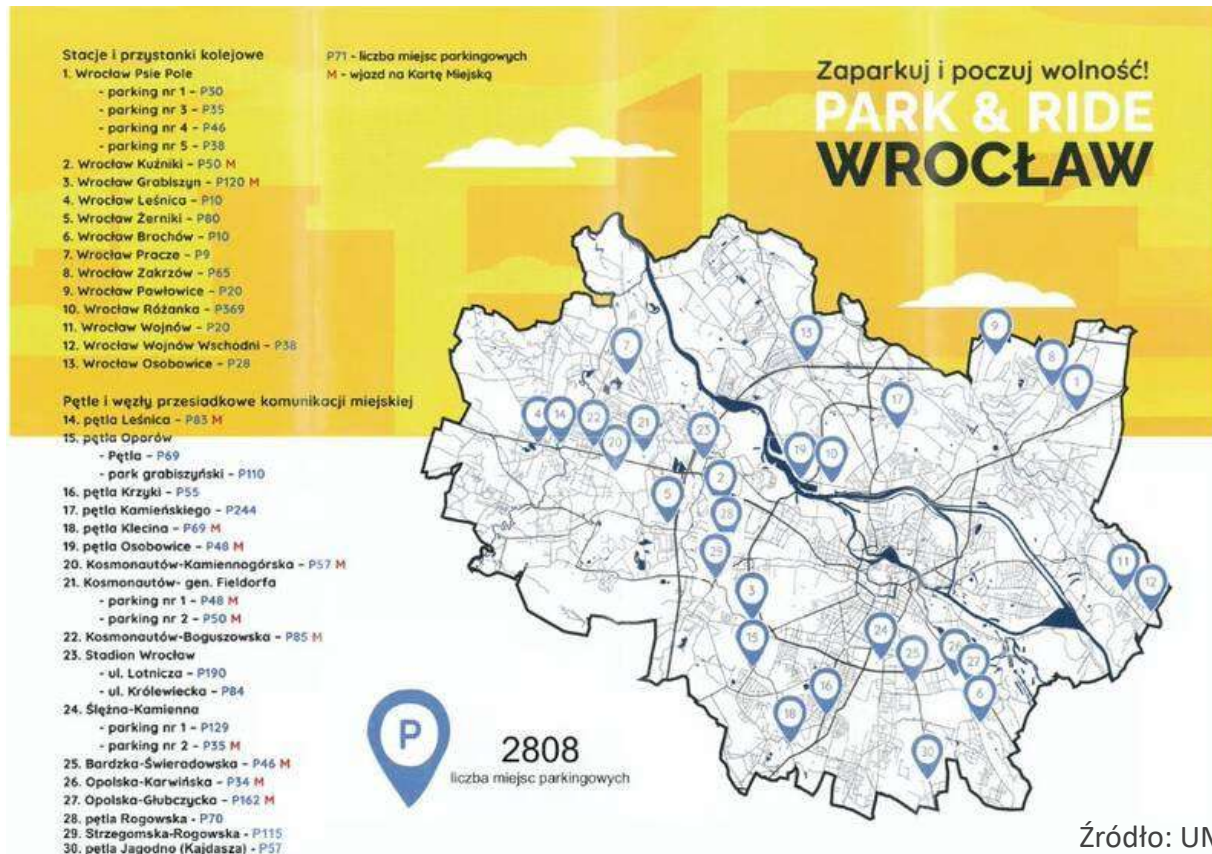 Stacje i przystanki kolejowe
1. Wrocław Psie Pole
- parking nr 1 - P30
- parking nr 3 - P35
- parking nr 4 - P46
- parking nr 5 - P38
2. Wrocław Kuźniki - P50 M
3. Wrocław Grabiszyn - P120 M
4. Wrocław Leśnica - P10
5. Wrocław Żerniki - P80
6. Wrocław Brochów - P10
7. Wrocław Pracze - P9
8. Wrocław Zakrzów - P65
9. Wrocław Pawłowice - P20
10. Wrocław Różanka - P369
11. Wrocław Wojnów - P20
12. Wrocław Wojnów Wschodni - P38
13. Wrocław Osobowice - P28
Pętle i węzły przesiadkowe komunikacji miejskiej
14. pętla Leśnica - P83 M
15. pętla Oporów
- Pętla - P69
- park grabiszyński - P110
16. pętla Krzyki - P55
17. pętla Kamieńskiego - P244
18. pętla Klecina - P69 M
19. pętla Osobowice - P48 M
20. Kosmonautów-Kamiennogórska - P57 M
21. Kosmonautów- gen. Fieldorfa
- parking nr 1 - P48 M
- parking nr 2 - P50 M
22. Kosmonautów-Boguszowska - P85 M
23. Stadion Wrocław
- ul. Lotnicza - P190
- ul. Królewiecka - P84
24. Ślężna-Kamienna
- parking nr 1 - P129
- parking nr 2 - P35 M
25. Bardzka-Świeradowska - P46 M
26. Opolska-Karwińska - P34 M
27. Opolska-Głubczycka - P162 M
28. pętla Rogowska - P70
29. Strzegomska-Rogowska - P115
30. pętla Jagodno (Kajdasza) - P57
P71 - liczba miejsc parkingowych
M - wjazd na Kartę Miejską
Zaparkuj i poczuj wolność!
PARK & RIDE
WROCŁAW
9
13
8
7
1
17
4
14
22
21
23
20
19
10
2
5
28
25
11
12
3
24
15
26
25
27
16
6
18
30
P
2808
liczba miejsc parkingowych
Źródło: UM